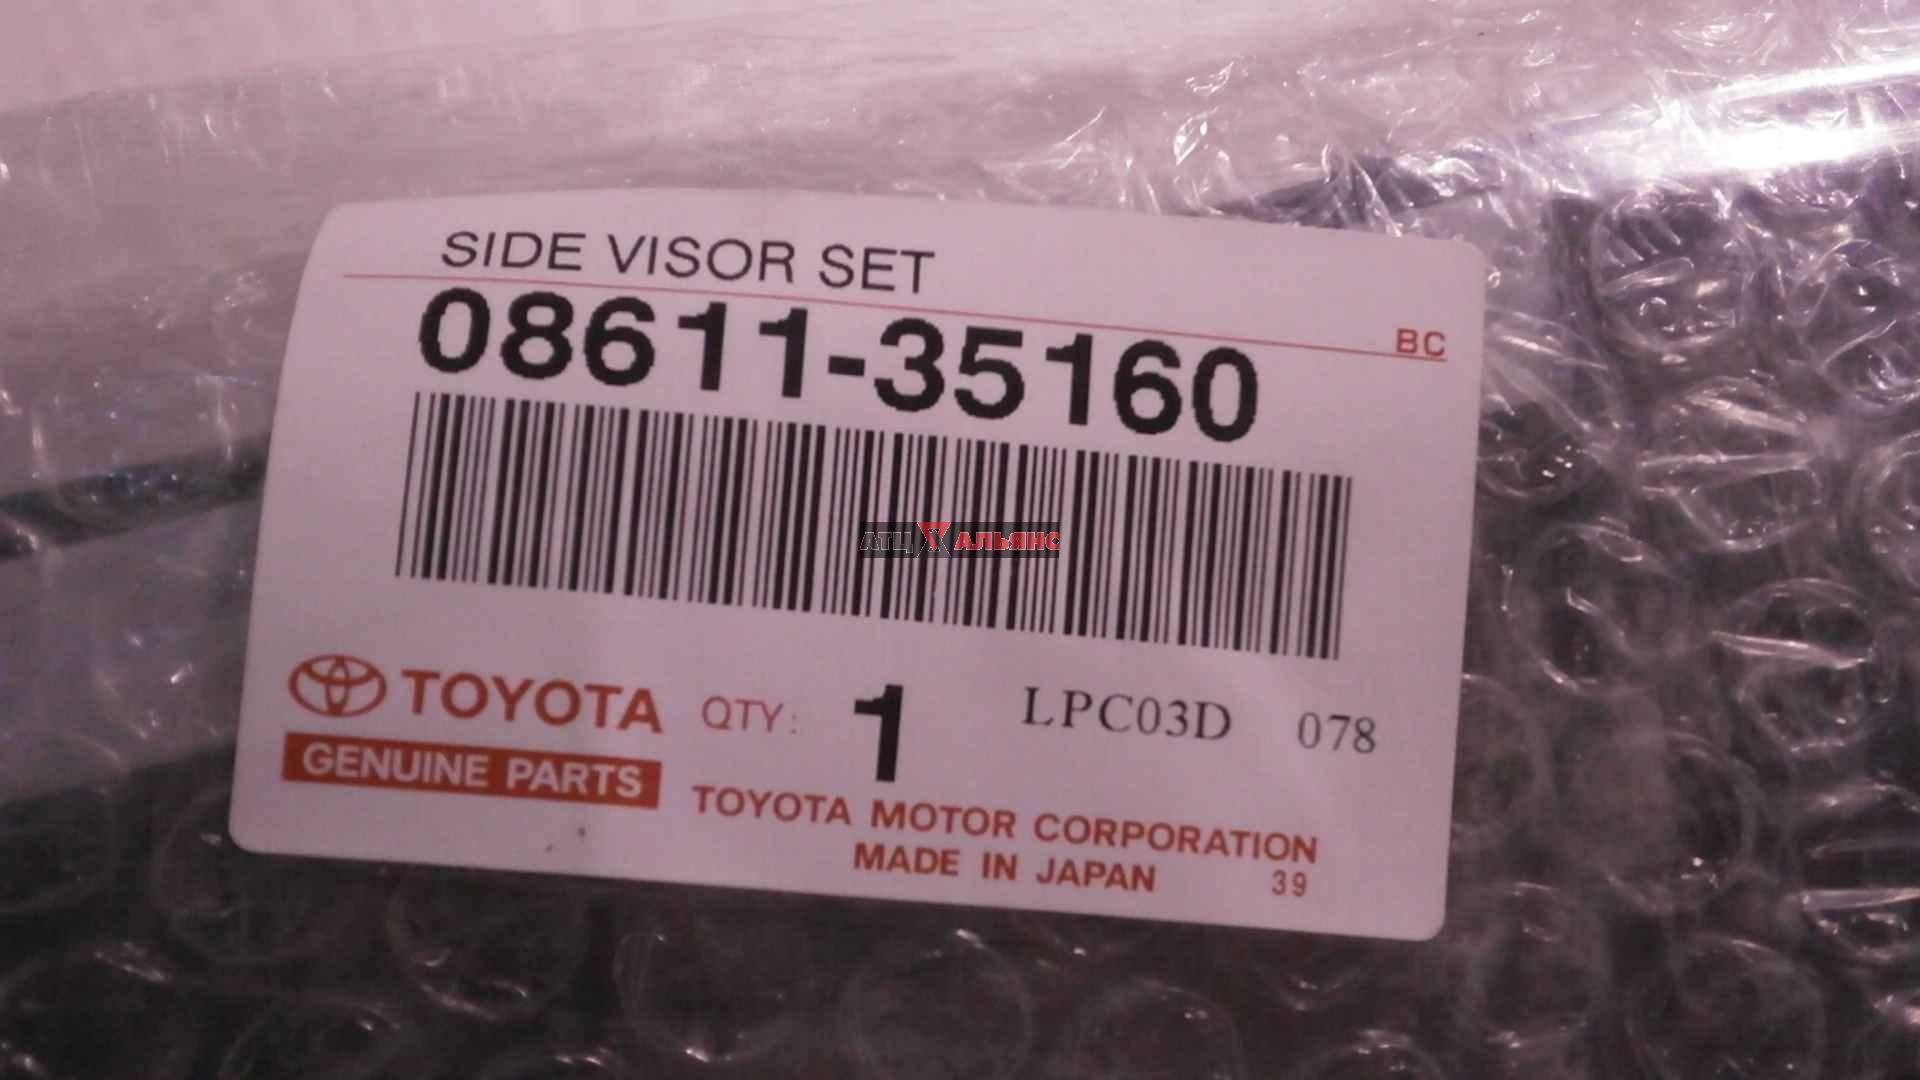 SIDE VISOR SET
BC
08611-35160
АТЦ АЛЬЯНС
TOYOTA QTY: 1 LPC03D 078
GENUINE PARTS
TOYOTA MOTOR CORPORATION
MADE IN JAPAN 39